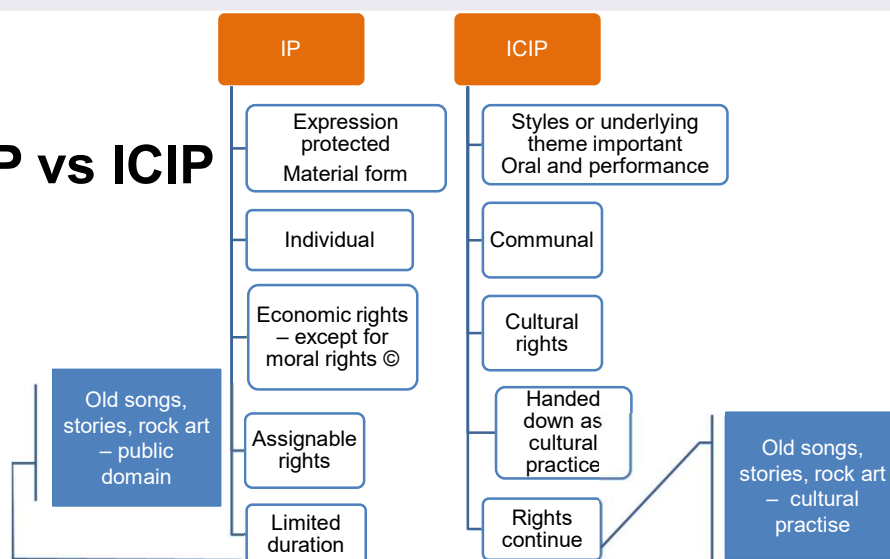 IP
ICIP
P vs ICIP
Expression
protected
Material form
Styles or underlying
theme important
Oral and performance
Individual
Communal
Economic rights
– except for
moral rights ©
Cultural
rights
Old songs,
stories, rock art
– public
domain
Assignable
rights
Handed
down as
cultural
practice
Old songs,
stories, rock art
– cultural
practise
Limited
duration
Rights
continue